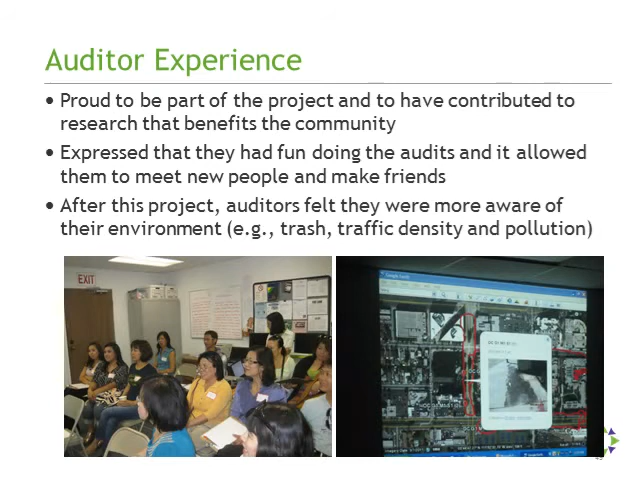 Auditor Experience
• Proud to be part of the project and to have contributed to
research that benefits the community
• Expressed that they had fun doing the audits and it allowed
them to meet new people and make friends
• After this project, auditors felt they were more aware of
their environment (e.g., trash, traffic density and pollution)
EXIT
Google Earth